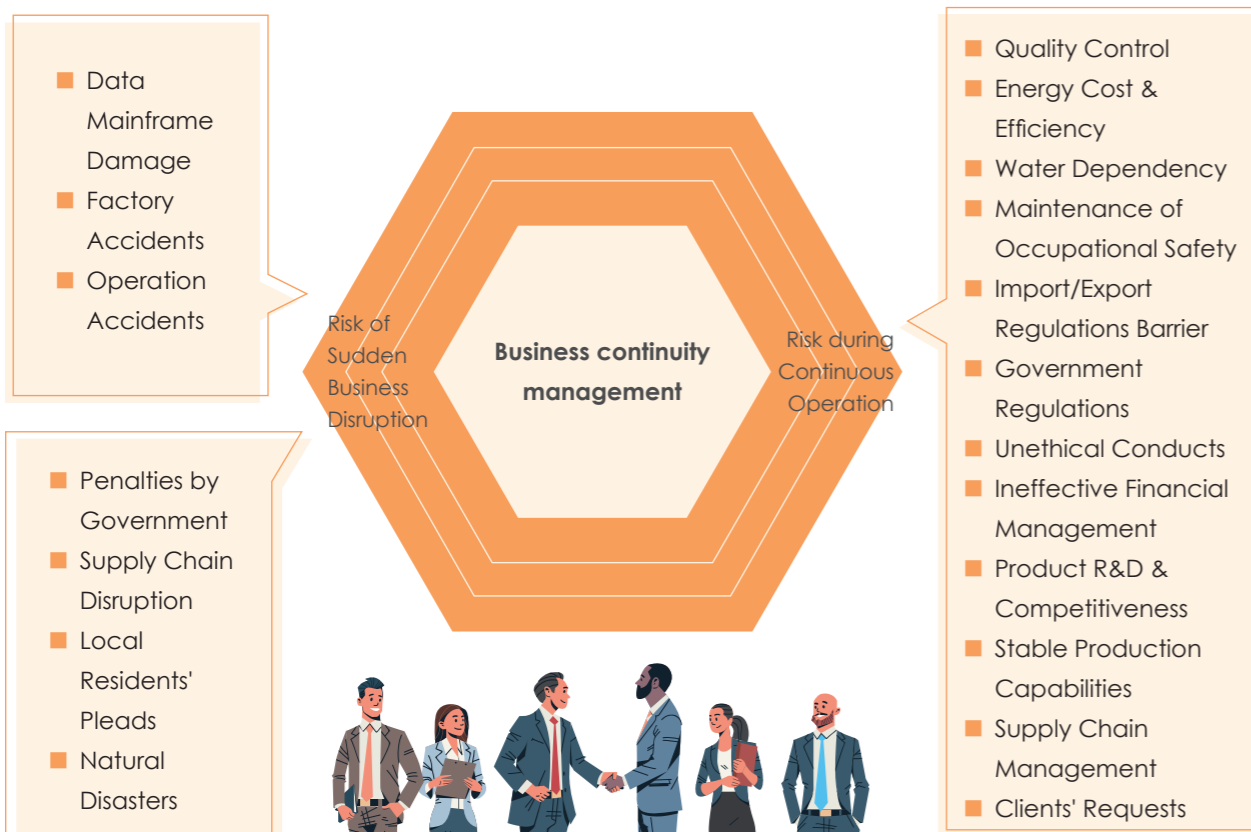 Data
Mainframe
Damage
Factory
Accidents
Operation
Accidents
Penalties by
Government
Supply Chain
Disruption
Local
Residents'
Pleads
Natural
Disasters
Risk of
Sudden
Business
Disruption
Business continuity
management
Risk during
Continuous
Operation
Quality Control
Energy Cost &
Efficiency
Water Dependency
Maintenance of
Occupational Safety
Import/Export
Regulations Barrier
Government
Regulations
Unethical Conducts
Ineffective Financial
Management
Product R&D &
Competitiveness
Stable Production
Capabilities
Supply Chain
Management
Clients' Requests